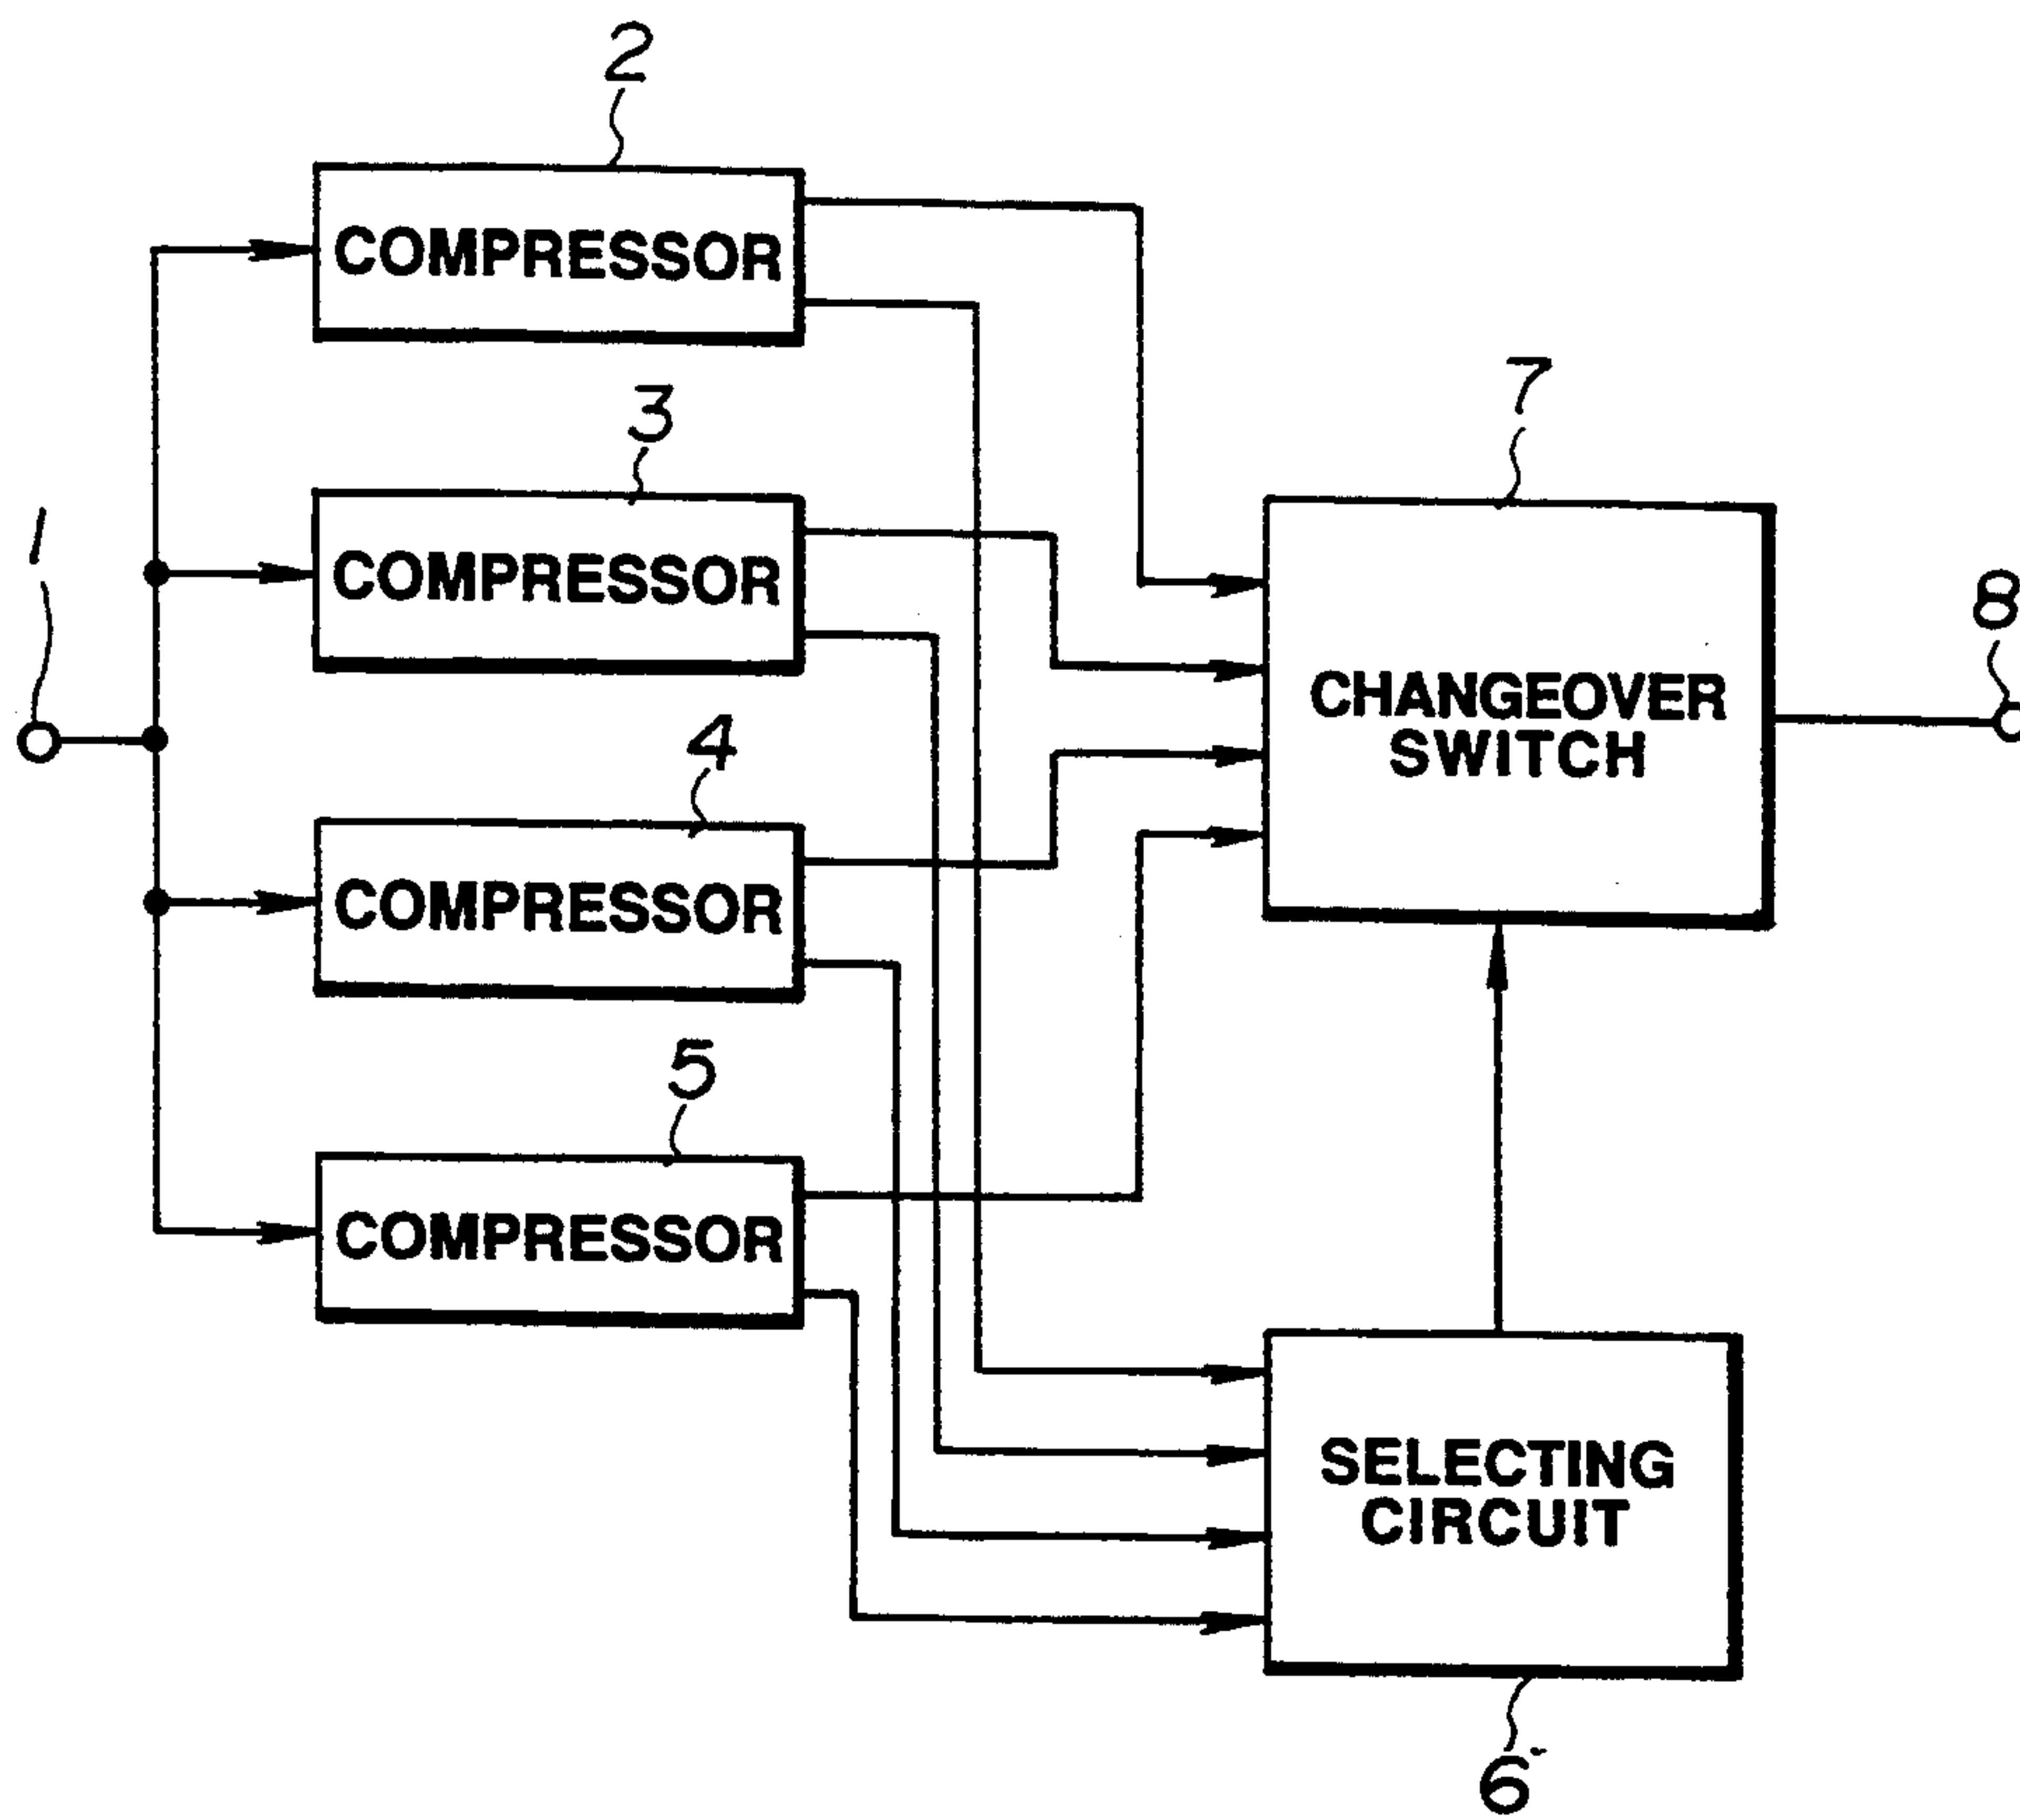 2
COMPRESSOR
3
COMPRESSOR
1
4
COMPRESSOR
5
COMPRESSOR
7
CHANGEOVER
SWITCH
8
SELECTING
CIRCUIT
6